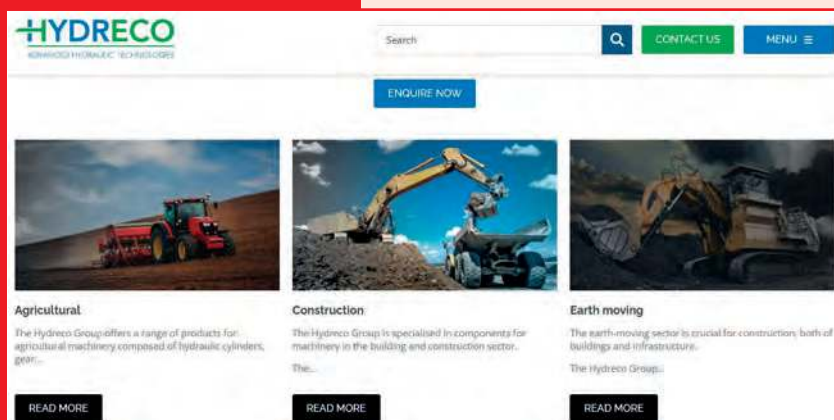 HYDRECO
ADVANCED HYDRAULIC TECHNOLOGIES
Search
CONTACT US
MENU
ENQUIRE NOW
Agricultural
The Hydreco Group offers a range of products for
agricultural machinery composed of hydraulic cylinders,
gear...
READ MORE
Construction
The Hydreco Group is specialised in components for
machinery in the building and construction sector.
The...
READ MORE
Earth moving
The earth-moving sector is crucial for construction, both of
buildings and infrastructure.
The Hydreco Group...
READ MORE